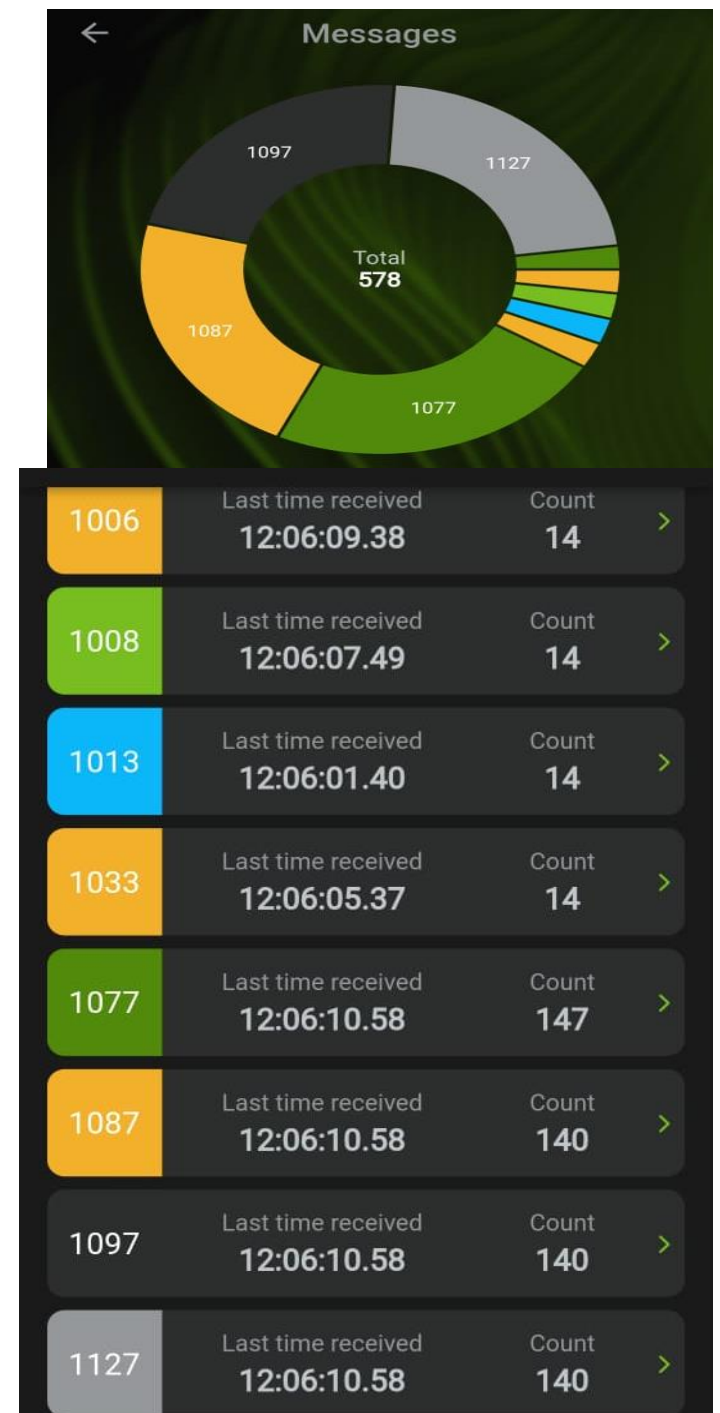 Messages
1097
1127
Total
578
1087
1077
1006
Last time received
Count
12:06:09.38
14
1008
Last time received
Count
12:06:07.49
14
1013
Last time received
Count
12:06:01.40
14
1033
Last time received
Count
12:06:05.37
14
1077
Last time received
Count
12:06:10.58
147
1087
Last time received
Count
12:06:10.58
140
1097
Last time received
Count
12:06:10.58
140
1127
Last time received
Count
12:06:10.58
140